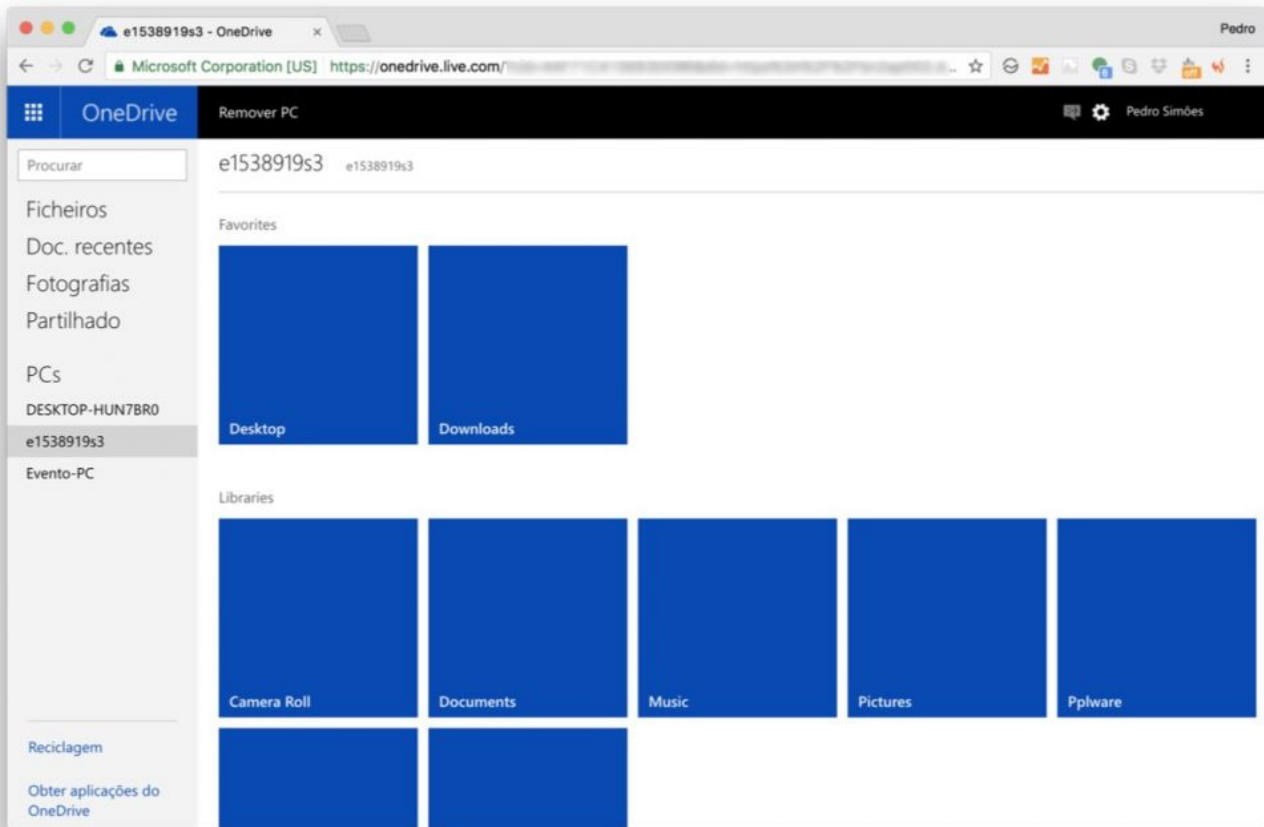 e1538919s3 - OneDrive
Pedro
Microsoft Corporation [US] https://onedrive.live.com/
OneDrive
Remover PC
Pedro Simões
Procurar
e1538919s3 e1538919s3
Ficheiros
Favorites
Doc. recentes
Fotografias
Partilhado
PCs
DESKTOP-HUN7BR0
Desktop
Downloads
e1538919s3
Evento-PC
Libraries
Camera Roll
Documents
Music
Pictures
Pplware
Reciclagem
Obter aplicações do
OneDrive